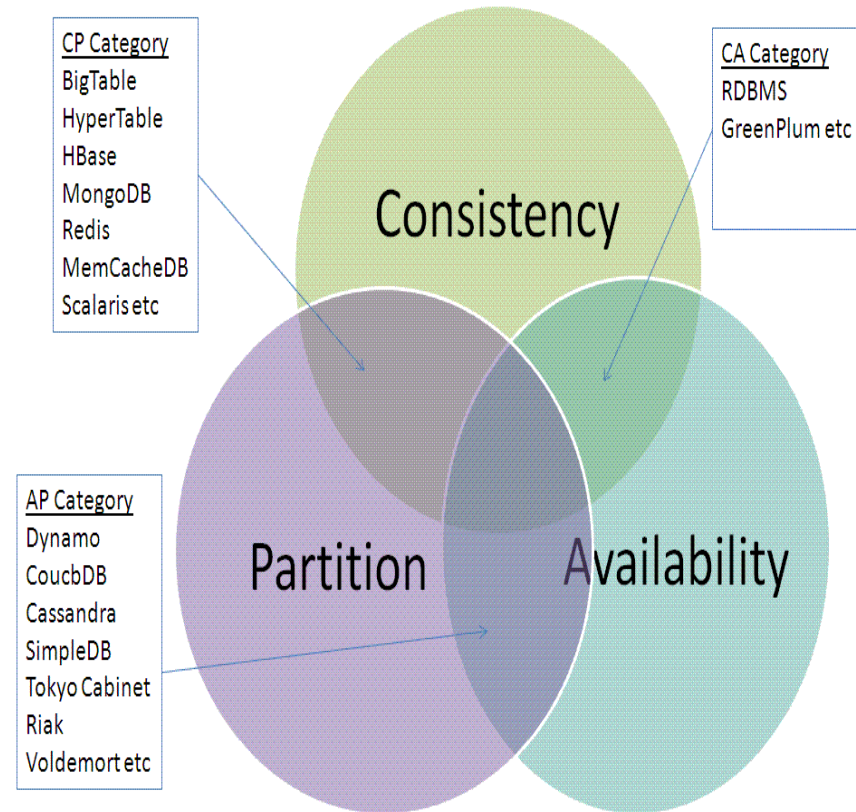 CP Category
BigTable
HyperTable
HBase
MongoDB
Redis
MemCacheDB
Scalaris etc
CA Category
RDBMS
GreenPlum etc
Consistency
Partition
Availability
AP Category
Dynamo
CoucbDB
Cassandra
SimpleDB
Tokyo Cabinet
Riak
Voldemort etc